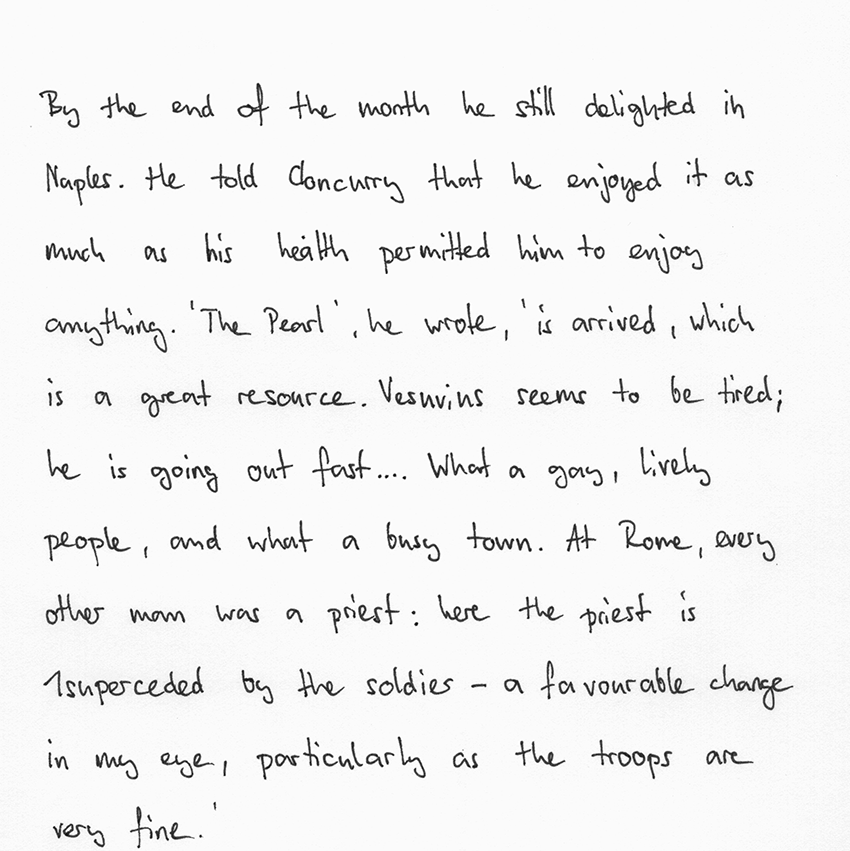 By the end of the month he still delighted in
Naples. He told Cloncurry that he enjoyed it as
much as his health permitted him to enjoy
anything. 'The Pearl', he wrote, 'is arrived, which
is a great resource. Vesuvius seems to be tired;
he is going out fast.... What a gay, lively
people, and what a busy town. At Rome, every
other man was a priest: here the priest is
1superceded by the soldies - a favourable change
in my eye, particularly as the troops are
very fine.'